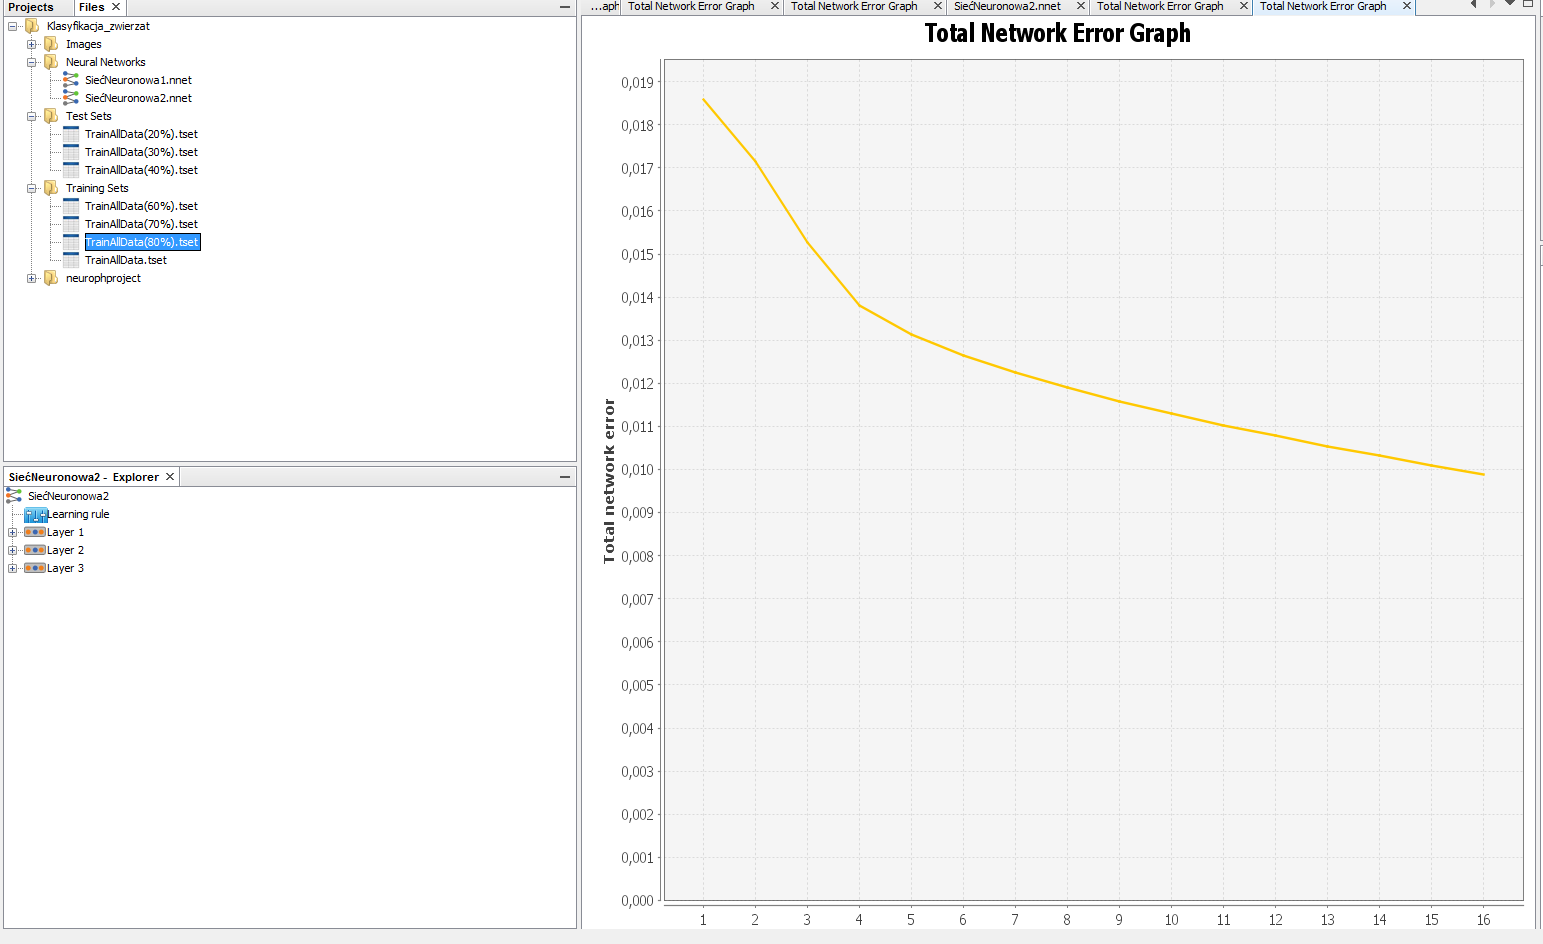 Projects
Files
Klasyfikacja_zwierzat
Images
Neural Networks
SiećNeuronowa1.nnet
SiećNeuronowa2.nnet
Test Sets
TrainAllData(20%).tset
TrainAllData(30%).tset
TrainAllData(40%).tset
Training Sets
TrainAllData(60%).tset
TrainAllData(70%).tset
TrainAllData(80%).tset
TrainAllData.tset
neurophproject
SiećNeuronowa2 - Explorer
SiećNeuronowa2
Learning rule
Layer 1
Layer 2
Layer 3
...aph
Total Network Error Graph
Total Network Error Graph
SiećNeuronowa2.nnet
Total Network Error Graph
Total Network Error Graph
Total Network Error Graph
Total network error
0,019
0,018
0,017
0,016
0,015
0,014
0,013
0,012
0,011
0,010
0,009
0,008
0,007
0,006
0,005
0,004
0,003
0,002
0,001
0,000
1 2 3 4 5 6 7 8 9 10 11 12 13 14 15 16